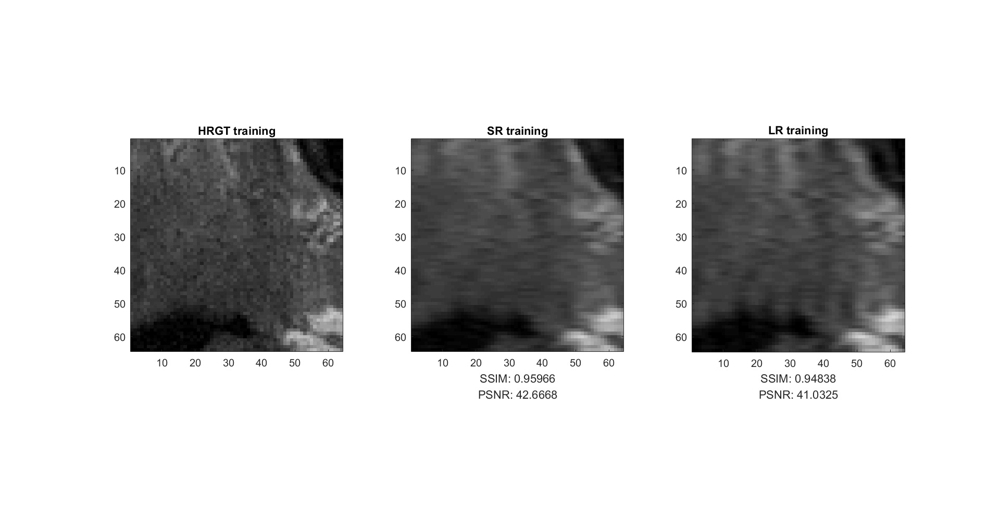 HRGT training
10
20
30
40
50
60
10 20 30 40 50 60
SR training
10
20
30
40
50
60
10 20 30 40 50 60
SSIM: 0.95966
PSNR: 42.6668
LR training
10
20
30
40
50
60
10 20 30 40 50 60
SSIM: 0.94838
PSNR: 41.0325